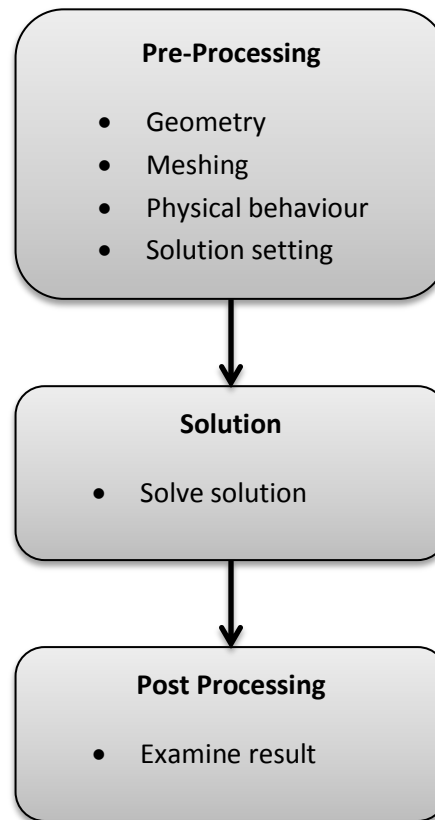 Pre-Processing
• Geometry
• Meshing
• Physical behaviour
• Solution setting
Solution
• Solve solution
Post Processing
• Examine result